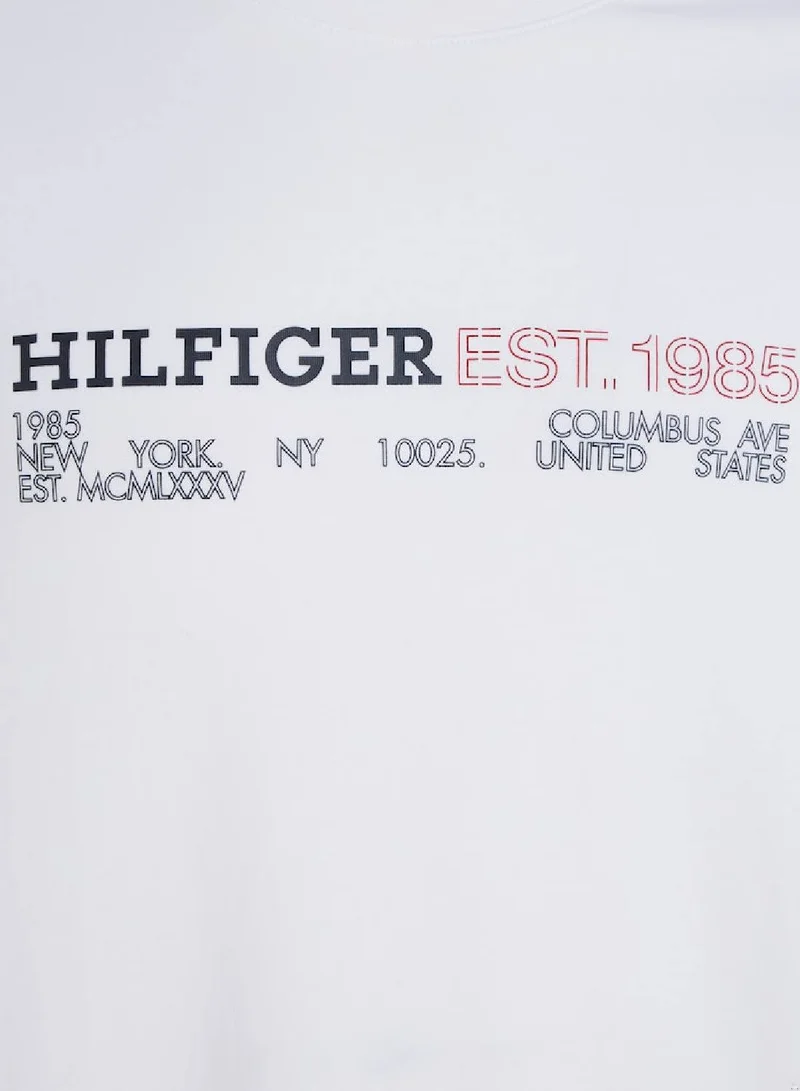 HILFIGER EST.. 1985
1985 COLUMBUS AVE
NEW YORK. NY 10025. UNITED STATES
EST. MCMLXXXV